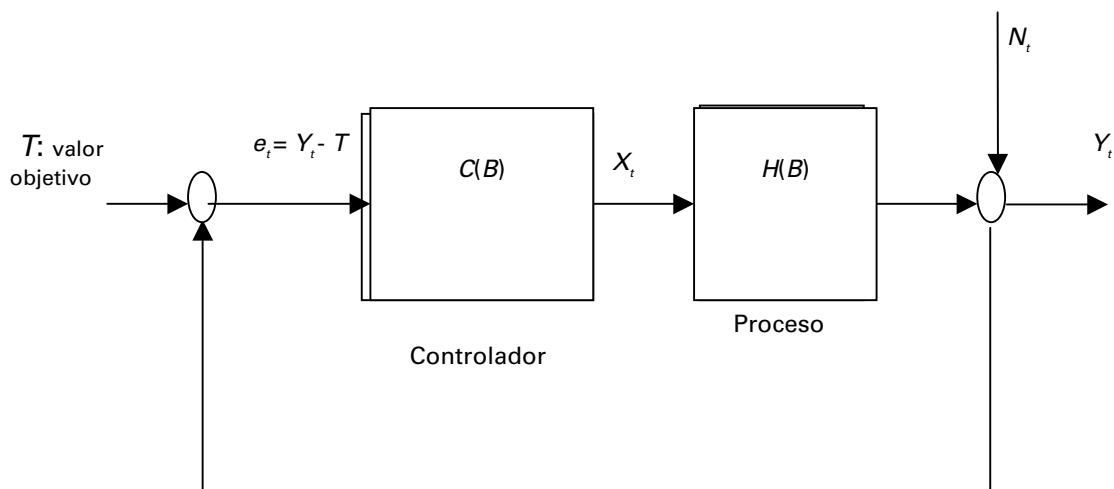 N_t
T: valor
objetivo
e_t = Y_t - T
C(B)
X_t
H(B)
Y_t
Proceso
Controlador